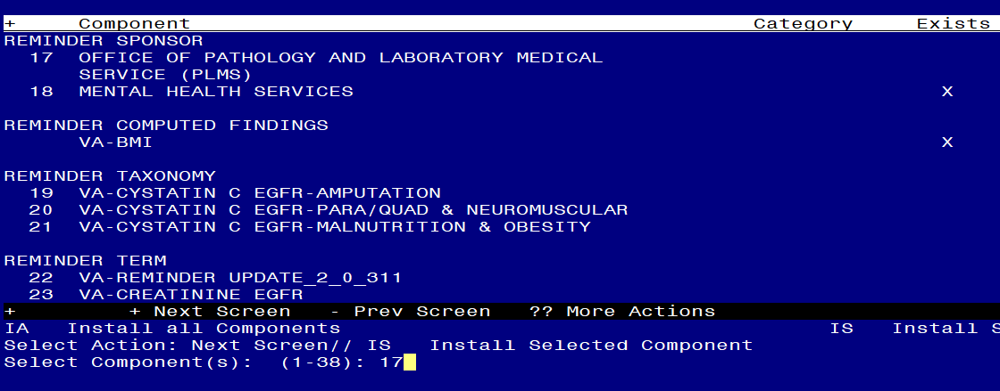 + Component Category Exists
REMINDER SPONSOR
17 OFFICE OF PATHOLOGY AND LABORATORY MEDICAL
SERVICE (PLMS)
18 MENTAL HEALTH SERVICES X
REMINDER COMPUTED FINDINGS
VA-BMI X
REMINDER TAXONOMY
19 VA-CYSTATIN C EGFR-AMPUTATION
20 VA-CYSTATIN C EGFR-PARA/QUAD & NEUROMUSCULAR
21 VA-CYSTATIN C EGFR-MALNUTRITION & OBESITY
REMINDER TERM
22 VA-REMINDER UPDATE_2_0_311
23 VA-CREATININE EGFR
+ + Next Screen - Prev Screen ?? More Actions
IA Install all Components IS Install S
Select Action: Next Screen// IS Install Selected Component
Select Component(s): (1-38): 17